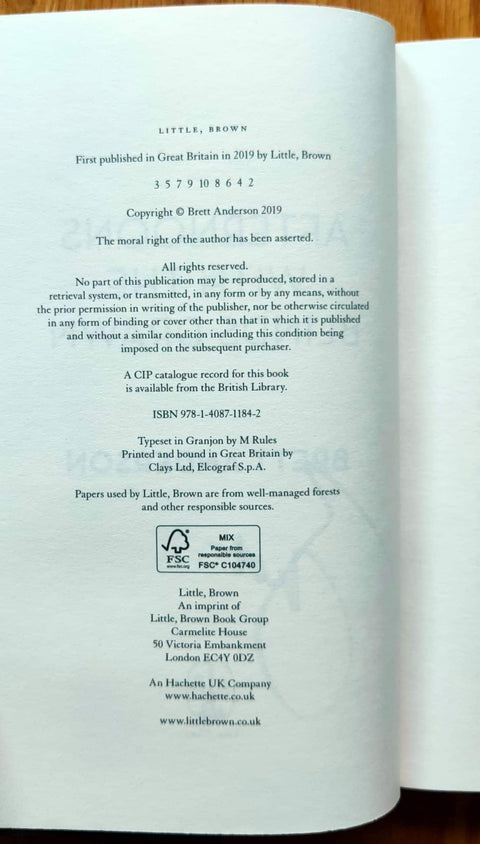 LITTLE, BROWN
First published in Great Britain in 2019 by Little, Brown
3 5 7 9 10 8 6 4 2
Copyright © Brett Anderson 2019
The moral right of the author has been asserted.
All rights reserved.
No part of this publication may be reproduced, stored in a
retrieval system, or transmitted, in any form or by any means, without
the prior permission in writing of the publisher, nor be otherwise circulated
in any form of binding or cover other than that in which it is published
and without a similar condition including this condition being
imposed on the subsequent purchaser.
A CIP catalogue record for this book
is available from the British Library.
ISBN 978-1-4087-1184-2
Typeset in Granjon by M Rules
Printed and bound in Great Britain by
Clays Ltd, Elcograf S.p.A.
Papers used by Little, Brown are from well-managed forests
and other responsible sources.
FSC
www.fsc.org
MIX
Paper from
responsible sources
FSC® C104740
Little, Brown
An imprint of
Little, Brown Book Group
Carmelite House
50 Victoria Embankment
London EC4Y 0DZ
An Hachette UK Company
www.hachette.co.uk
www.littlebrown.co.uk